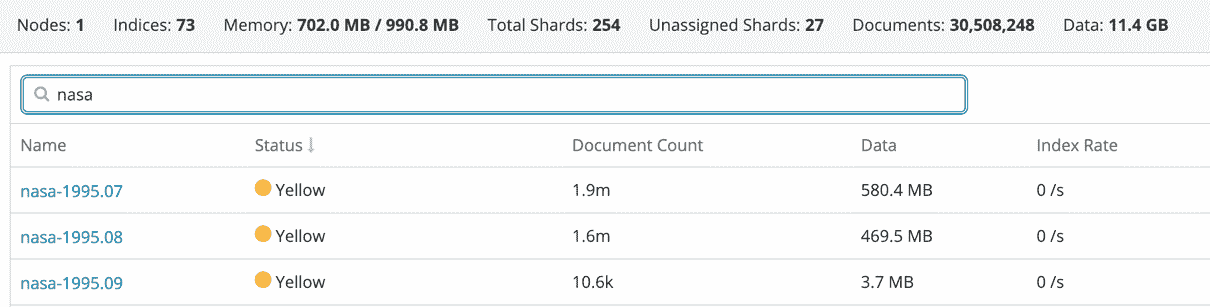 Nodes: 1 Indices: 73 Memory: 702.0 MB / 990.8 MB Total Shards: 254 Unassigned Shards: 27 Documents: 30,508,248 Data: 11.4 GB
nasa
Name Status Document Count Data Index Rate
nasa-1995.07 Yellow 1.9m 580.4 MB 0 /s
nasa-1995.08 Yellow 1.6m 469.5 MB 0 /s
nasa-1995.09 Yellow 10.6k 3.7 MB 0 /s